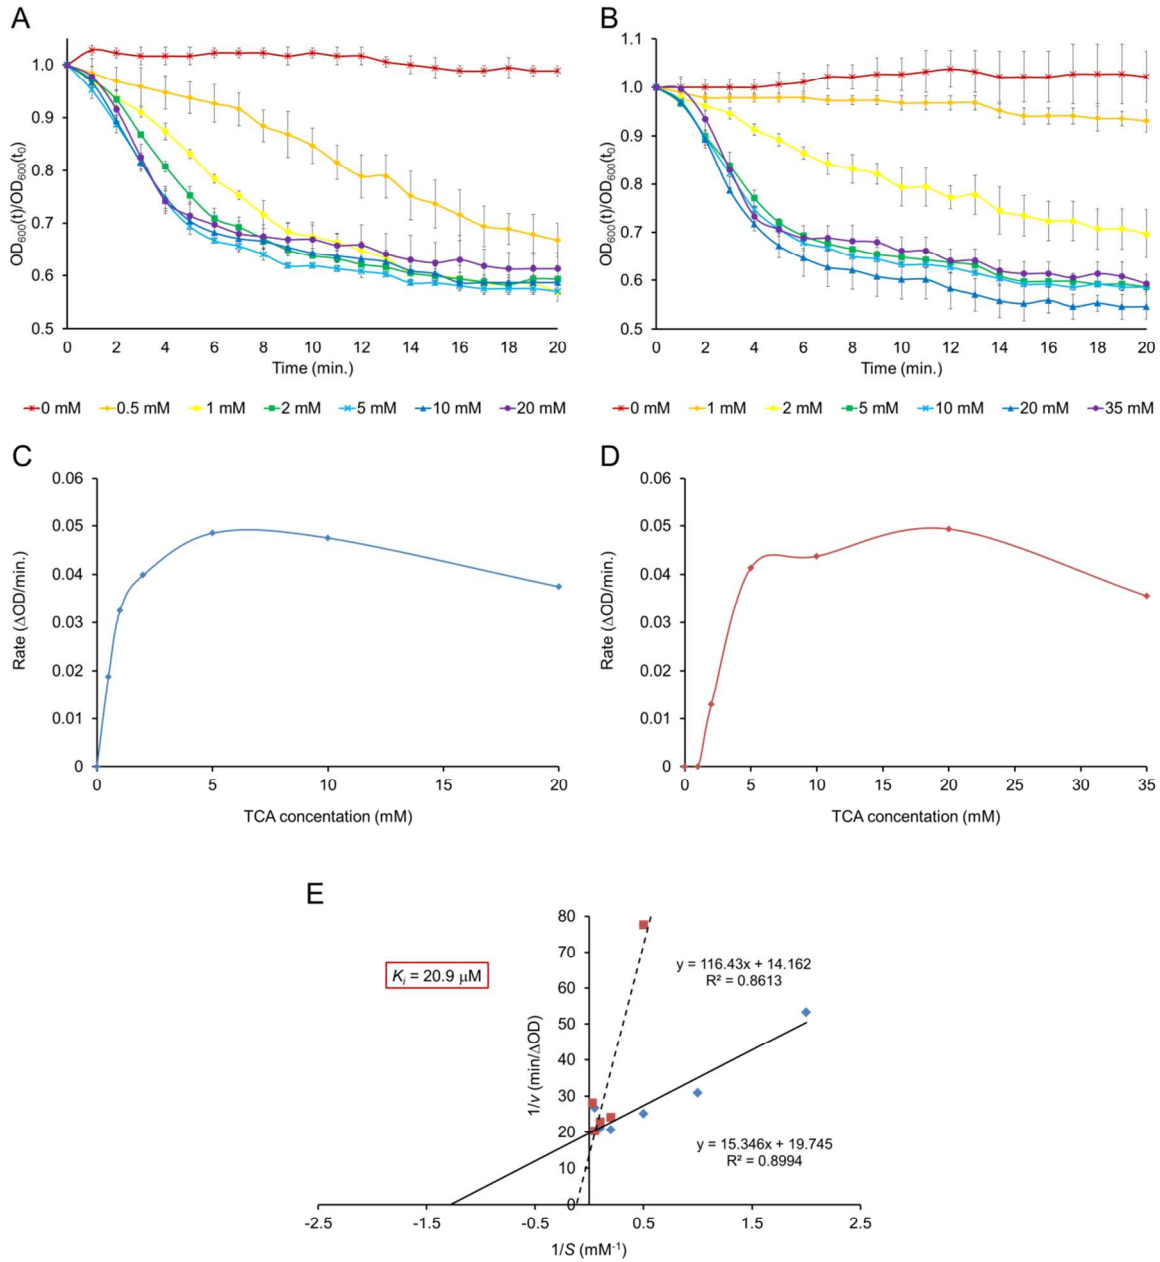 A
B
OD600(t)/OD600(t0)
1.0
0.9
0.8
0.7
0.6
0.5
0 2 4 6 8 10 12 14 16 18 20
Time (min.)
0 mM 0.5 mM 1 mM 2 mM 5 mM 10 mM 20 mM
OD600(t)/OD600(t0)
1.1
1.0
0.9
0.8
0.7
0.6
0.5
0 2 4 6 8 10 12 14 16 18 20
Time (min.)
0 mM 1 mM 2 mM 5 mM 10 mM 20 mM 35 mM
C
D
Rate (ΔOD/min.)
0.06
0.05
0.04
0.03
0.02
0.01
0
0 5 10 15 20
TCA concentation (mM)
Rate (ΔOD/min.)
0.06
0.05
0.04
0.03
0.02
0.01
0
0 5 10 15 20 25 30 35
TCA concentation (mM)
E
Ki = 20.9 μM
1/v (min/ΔOD)
80
70
60
50
40
30
20
10
0
y = 116.43x + 14.162
R² = 0.8613
y = 15.346x + 19.745
R² = 0.8994
-2.5 -1.5 -0.5 0.5 1.5 2.5
1/S (mM-1)